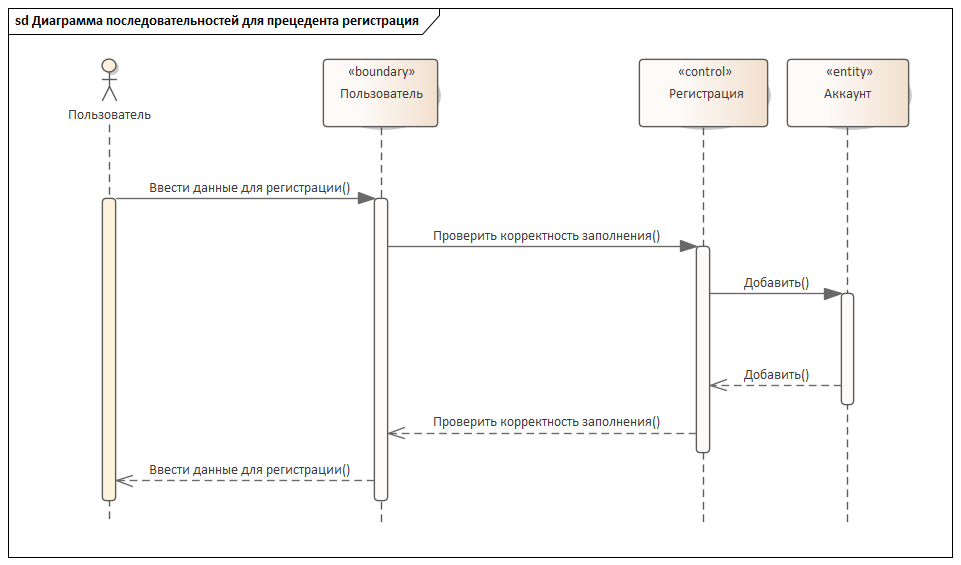 sd Диаграмма последовательностей для прецедента регистрация
«boundary»
Пользователь
«control»
Регистрация
«entity»
Аккаунт
Пользователь
Ввести данные для регистрации()
Проверить корректность заполнения()
Добавить()
Добавить()
Проверить корректность заполнения()
Ввести данные для регистрации()